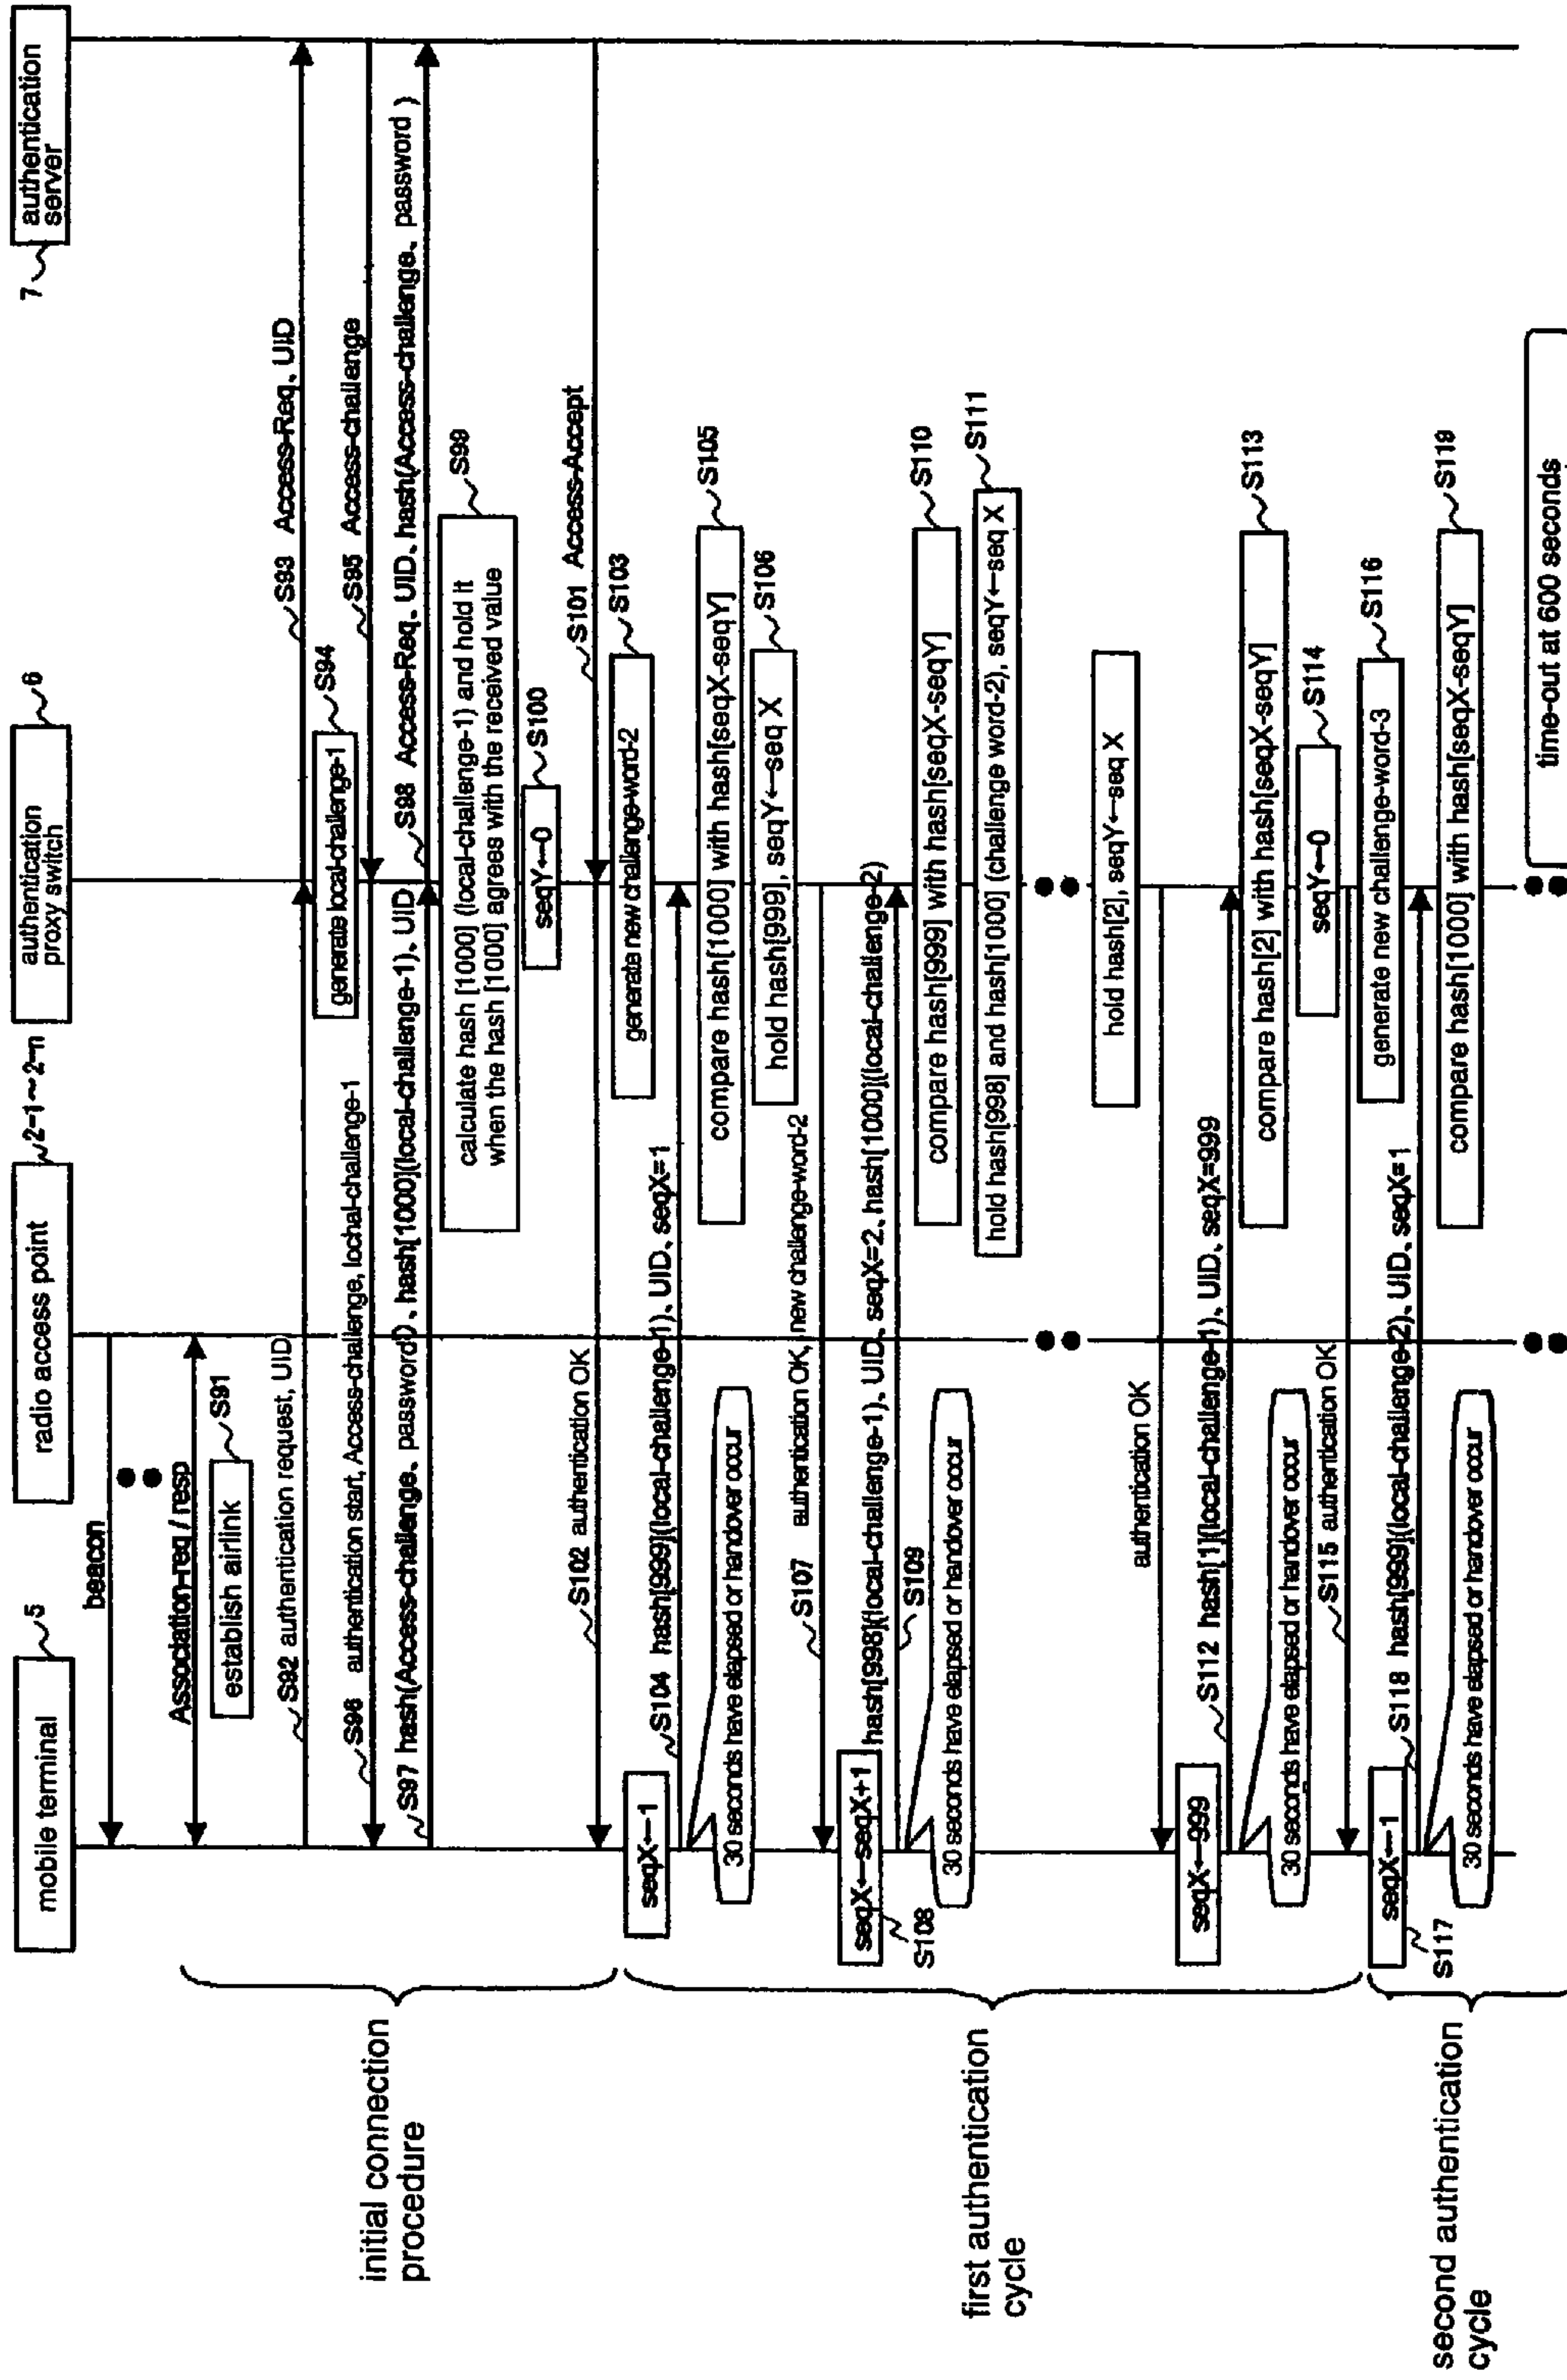 mobile terminal
5
radio access point
2-1~2-n
authentication
proxy switch
6
authentication
server
7
beacon
Association-req / resp
establish airlink
S91
initial connection
procedure
S92 authentication request, UID
S93 Access-Req, UID
generate local-challenge-1
S94
S95 Access-challenge
S96 authentication start, Access-challenge, lochal-challenge-1
S97 hash(Access-challenge, password), hash[1000](local-challenge-1), UID
S98 Access-Req, UID, hash(Access-challenge, password )
calculate hash [1000] (local-challenge-1) and hold it
when the hash [1000] agrees with the received value
S99
seqY←0
S100
S101 Access-Accept
S102 authentication OK
generate new challenge-word-2
S103
first authentication
cycle
seqX←1
S104 hash[999](local-challenge-1), UID, seqX=1
30 seconds have elapsed or handover occur
compare hash[1000] with hash[seqX-seqY]
S105
hold hash[999], seqY←seq X
S106
S107 authentication OK, new challenge-word-2
seqX←seqX+1
S108
hash[998](local-challenge-1), UID, seqX=2, hash[1000](local-challenge-2)
S109
30 seconds have elapsed or handover occur
compare hash[999] with hash[seqX-seqY]
S110
hold hash[998] and hash[1000] (challenge word-2), seqY←seq X
S111
hold hash[2], seqY←seq X
authentication OK
seqX←999
S112 hash[1](local-challenge-1), UID, seqX=999
30 seconds have elapsed or handover occur
compare hash[2] with hash[seqX-seqY]
S113
seqY←0
S114
S115 authentication OK
generate new challenge-word-3
S116
second authentication
cycle
seqX←1
S117
S118 hash[999](local-challenge-2), UID, seqX=1
30 seconds have elapsed or handover occur
compare hash[1000] with hash[seqX-seqY]
S119
time-out at 600 seconds